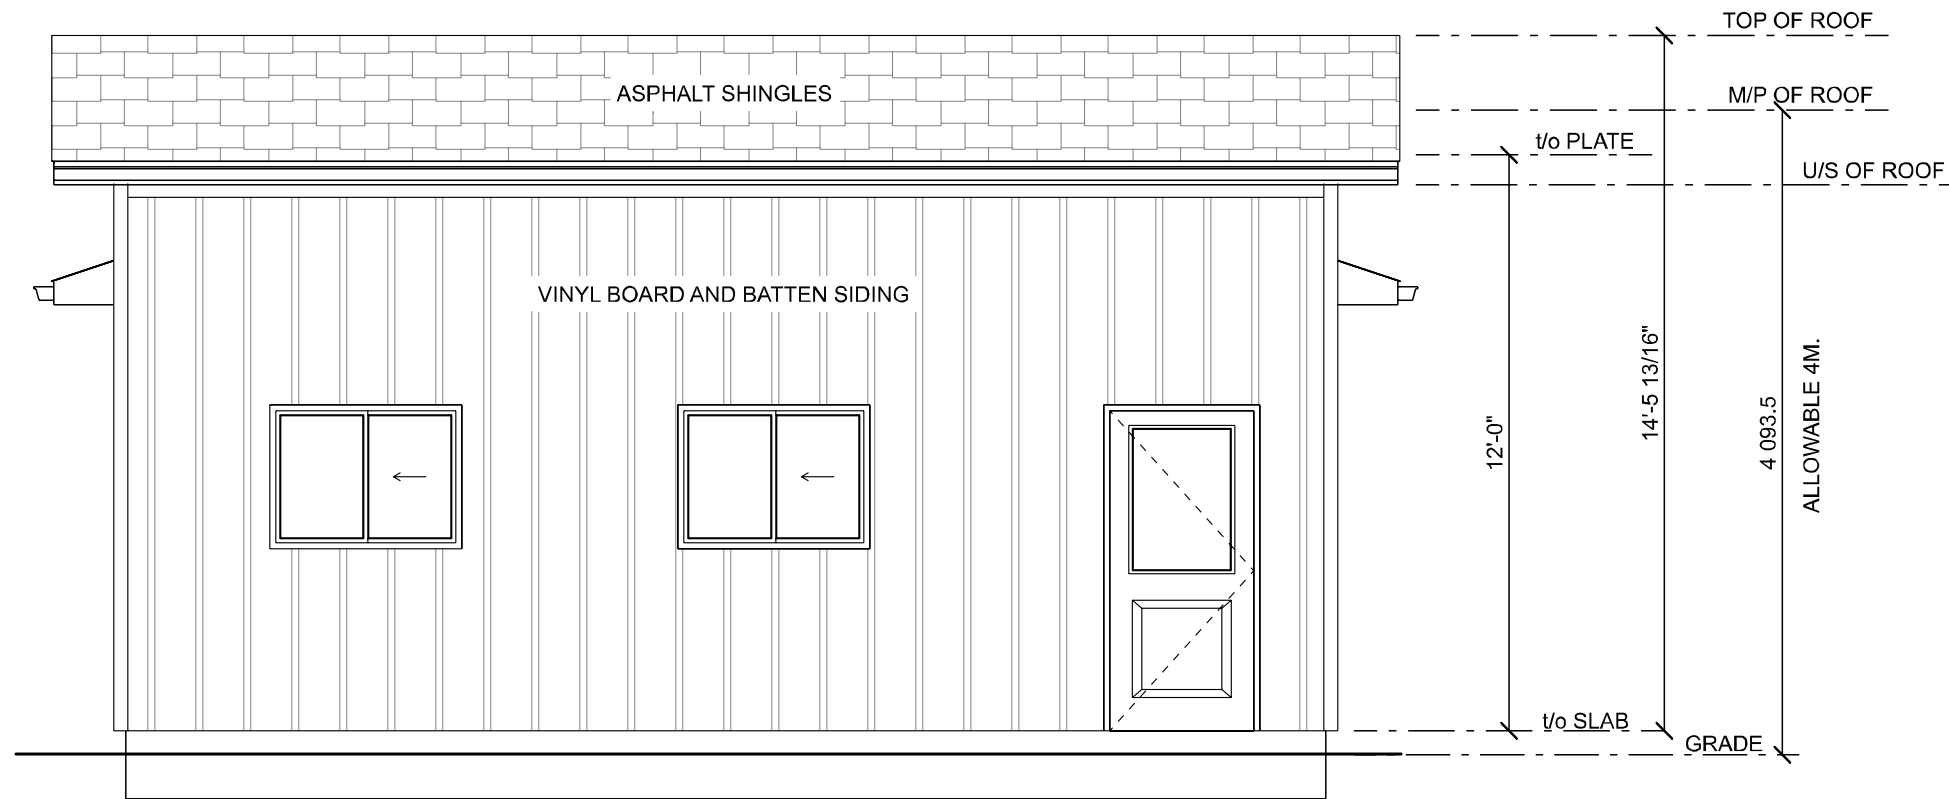 TOP OF ROOF
ASPHALT SHINGLES
M/P OF ROOF
t/o PLATE
U/S OF ROOF
VINYL BOARD AND BATTEN SIDING
12'-0"
14'-5 13/16"
4 093.5
ALLOWABLE 4M.
t/o SLAB
GRADE